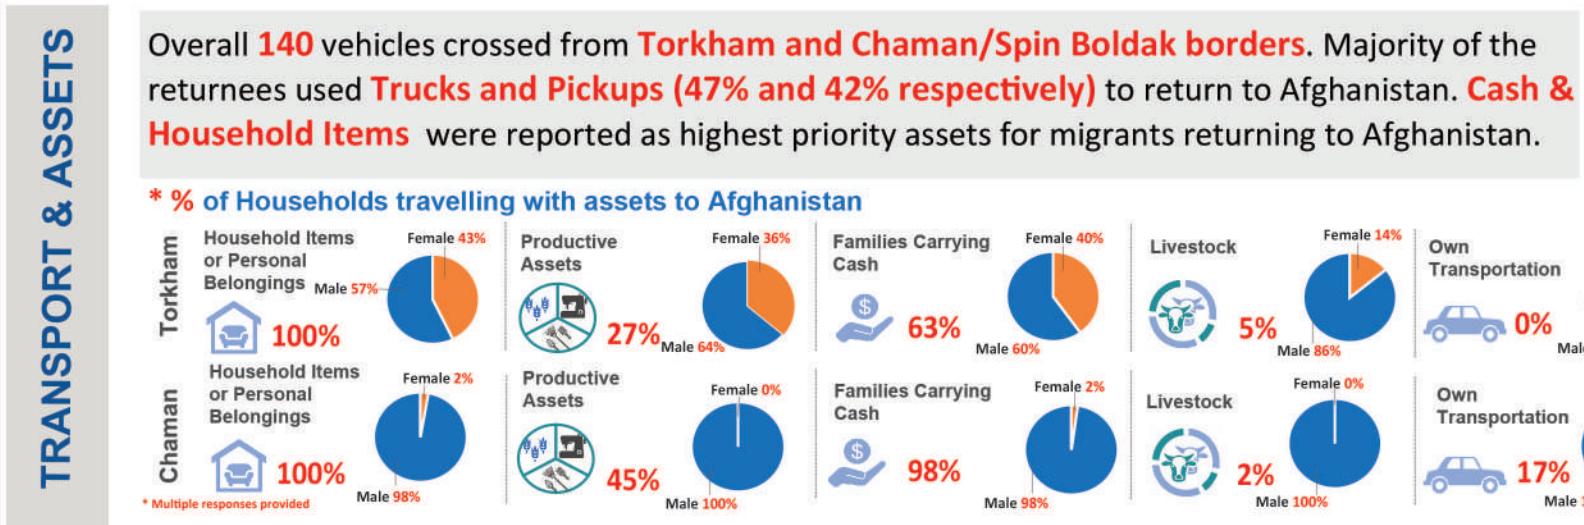 TRANSPORT & ASSETS
Overall 140 vehicles crossed from Torkham and Chaman/Spin Boldak borders. Majority of the
returnees used Trucks and Pickups (47% and 42% respectively) to return to Afghanistan. Cash &
Household Items were reported as highest priority assets for migrants returning to Afghanistan.
* % of Households travelling with assets to Afghanistan
Torkham
Household Items
or Personal
Belongings
100%
Female 43%
Male 57%
Productive
Assets
27%
Female 36%
Male 64%
Families Carrying
Cash
$
63%
Female 40%
Male 60%
Livestock
5%
Female 14%
Male 86%
Own
Transportation
0%
Chaman
Household Items
or Personal
Belongings
100%
Female 2%
Male 98%
Productive
Assets
45%
Female 0%
Male 100%
Families Carrying
Cash
$
98%
Female 2%
Male 98%
Livestock
2%
Female 0%
Male 100%
Own
Transportation
17%
Male
* Multiple responses provided